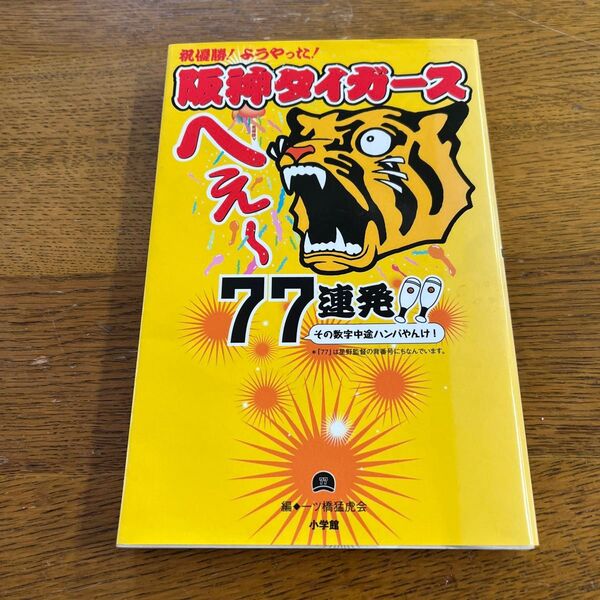 祝優勝!ようやった!
阪神タイガース
へえ〜
77連発!!
その数字中途ハンパやんけ!
*「77」は星野監督の背番号にちなんでいます。
77
編◆一ツ橋猛虎会
小学館